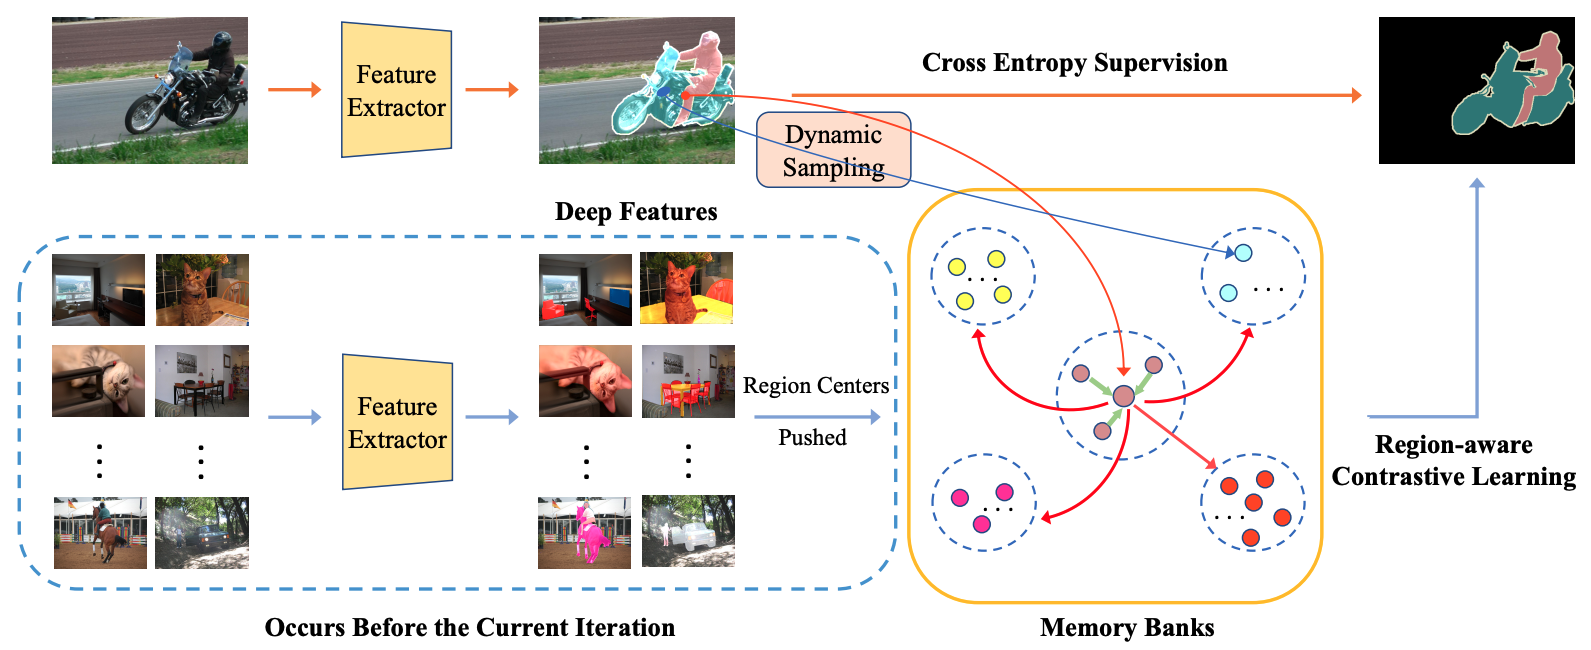 Feature
Extractor
Cross Entropy Supervision
Dynamic
Sampling
Deep Features
Feature
Extractor
Region Centers
Pushed
Region-aware
Contrastive Learning
Occurs Before the Current Iteration
Memory Banks